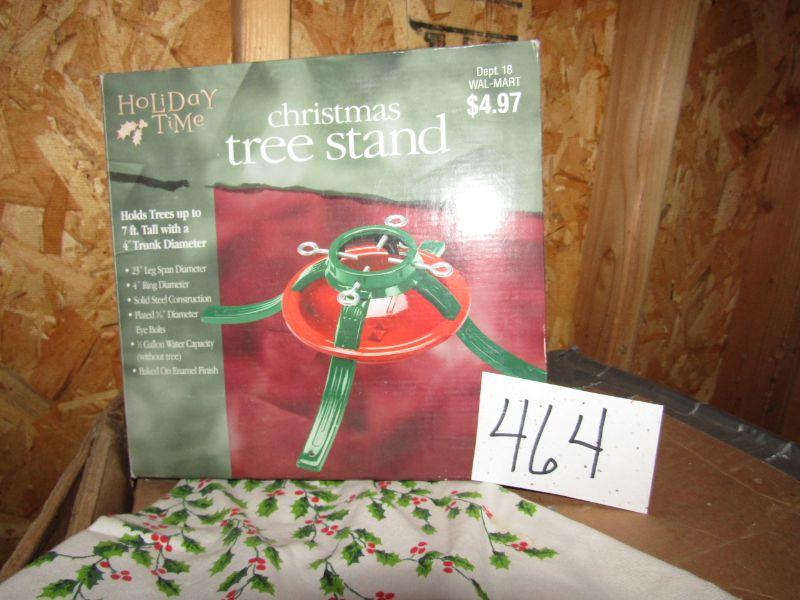 HOLiDay
TiMe
christmas
tree stand
Dept. 18
WAL-MART
$4.97
Holds Trees up to
7 ft. Tall with a
4" Trunk Diameter
• 23" Leg Span Diameter
• 4" Ring Diameter
• Solid Steel Construction
• Plated Diameter
Eye Bolts
• ½ Gallon Water Capacity
(without tree)
• Baked On Enamel Finish
464